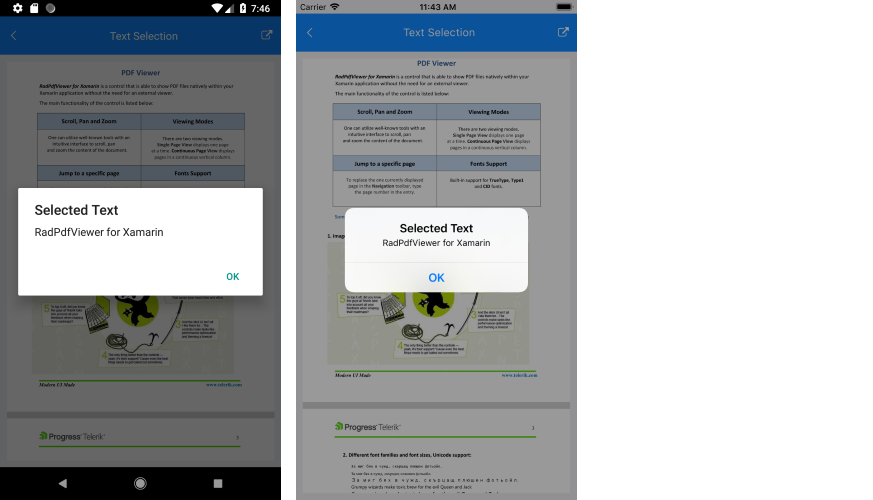 7:46
Text Selection
PDF Viewer
RadPdfViewer for Xamarin is a control that is able to show PDF files natively within your
Xamarin application without the need for an external viewer.
The main functionality of the control is listed below:
Scroll, Pan and Zoom
Viewing Modes
One can utilize well-known tools with an
intuitive interface to scroll, pan
and zoom the content of the document.
There are two viewing modes.
Single Page View displays one page
at a time. Continuous Page View displays
pages in a continuous vertical column.
Jump to a specific page
Fonts Support
Selected Text
RadPdfViewer for Xamarin
OK
Modern UI Made
www.telerik.com
Progress Telerik
Carrier
11:43 AM
Text Selection
PDF Viewer
RadPdfViewer for Xamarin is a control that is able to show PDF files natively within your
Xamarin application without the need for an external viewer.
The main functionality of the control is listed below:
Scroll, Pan and Zoom
Viewing Modes
One can utilize well-known tools with an
intuitive interface to scroll, pan
and zoom the content of the document.
There are two viewing modes.
Single Page View displays one page
at a time. Continuous Page View displays
pages in a continuous vertical column.
Jump to a specific page
Fonts Support
To replace the one currently displayed
page in the Navigation toolbar, type
the page number in the entry.
Built-in support for TrueType, Type1
and CID fonts.
1. Imag
Selected Text
RadPdfViewer for Xamarin
OK
Modern UI Made
www.telerik.com
Progress Telerik
2. Different font families and font sizes, Unicode support:
Grumpy wizards make toxic brew for the evil Queen and Jack